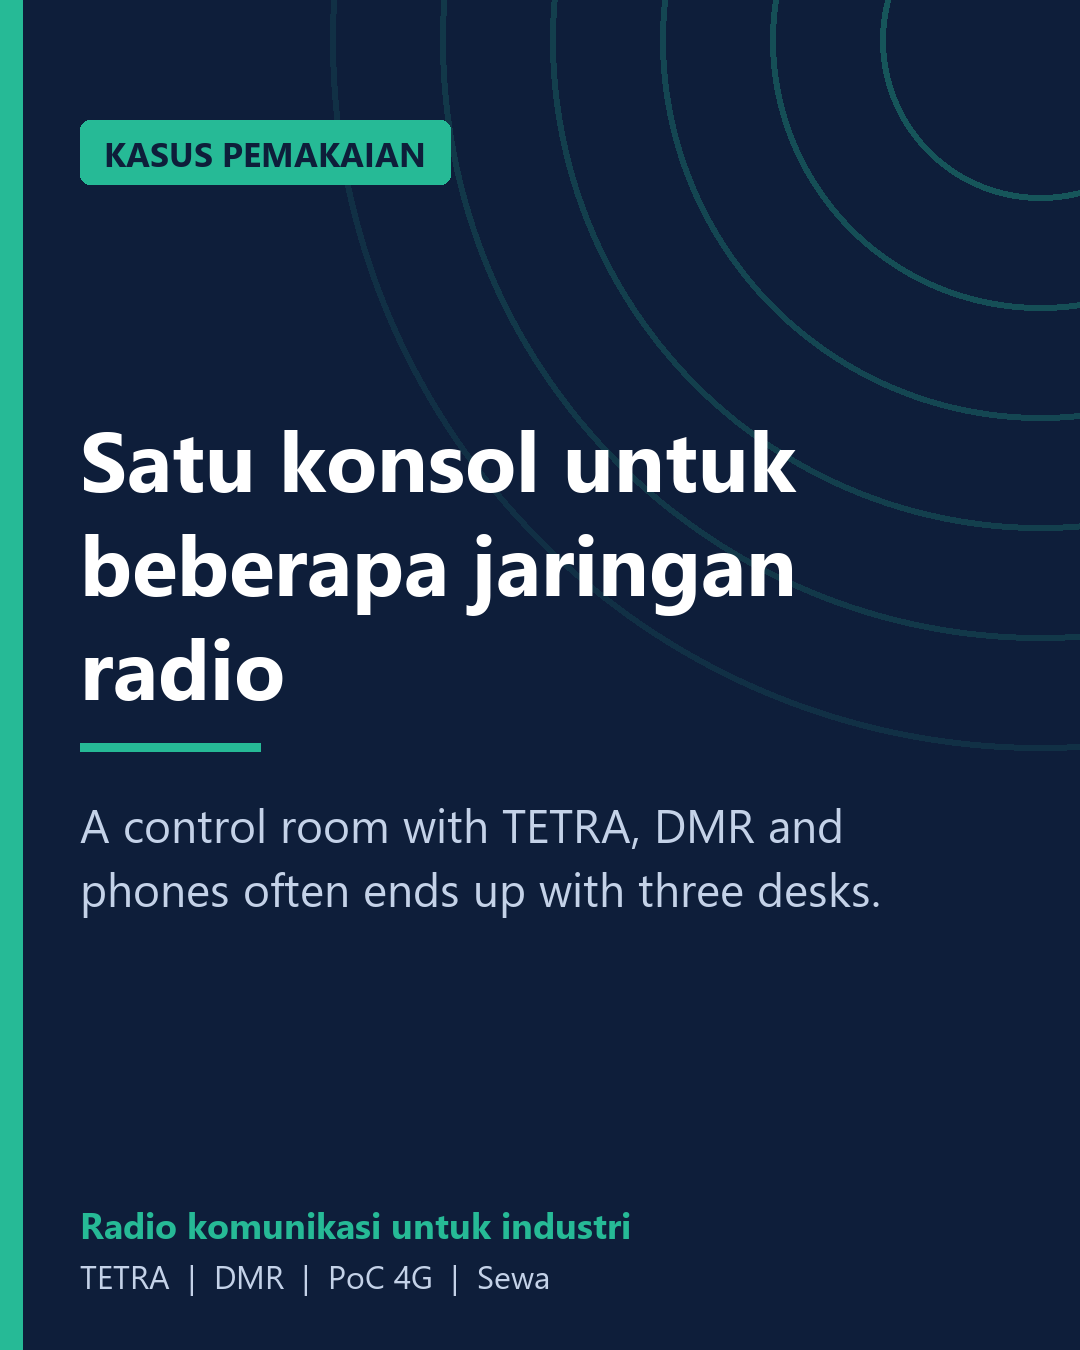 KASUS PEMAKAIAN
Satu konsol untuk
beberapa jaringan
radio
A control room with TETRA, DMR and
phones often ends up with three desks.
Radio komunikasi untuk industri
TETRA | DMR | PoC 4G | Sewa